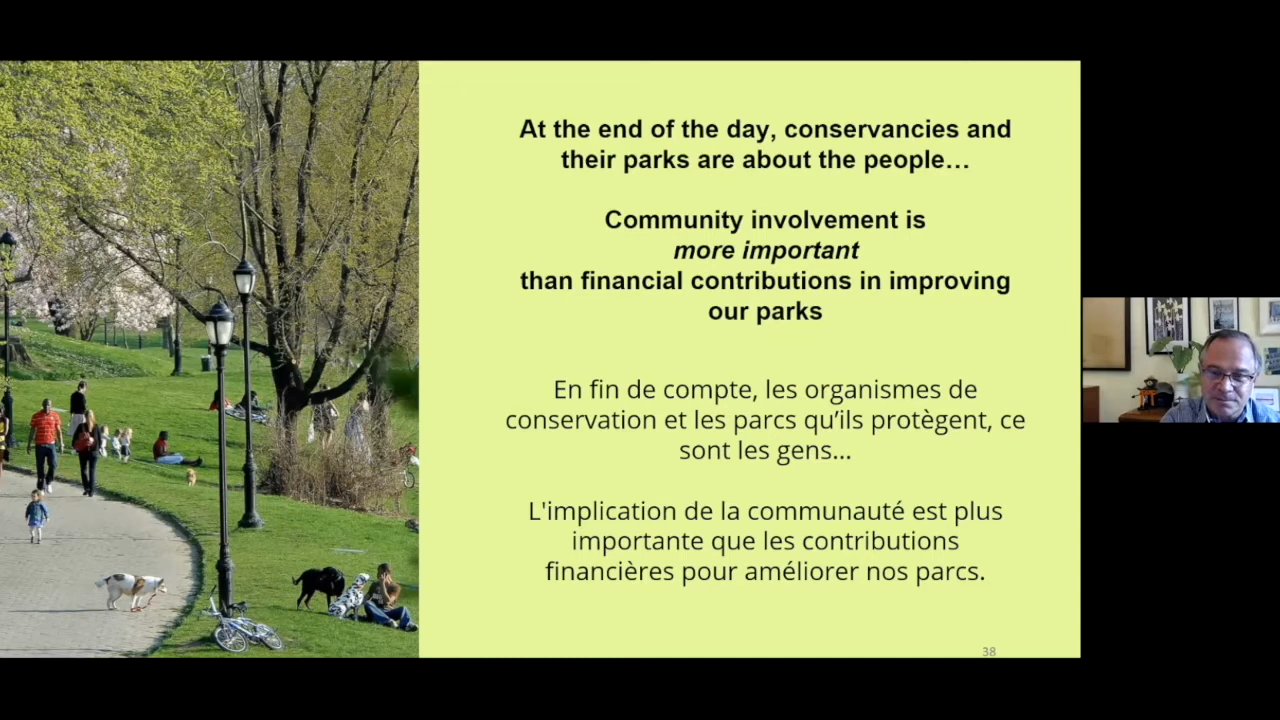 At the end of the day, conservancies and
their parks are about the people…
Community involvement is
more important
than financial contributions in improving
our parks
En fin de compte, les organismes de
conservation et les parcs qu’ils protègent, ce
sont les gens...
L'implication de la communauté est plus
importante que les contributions
financières pour améliorer nos parcs.
38